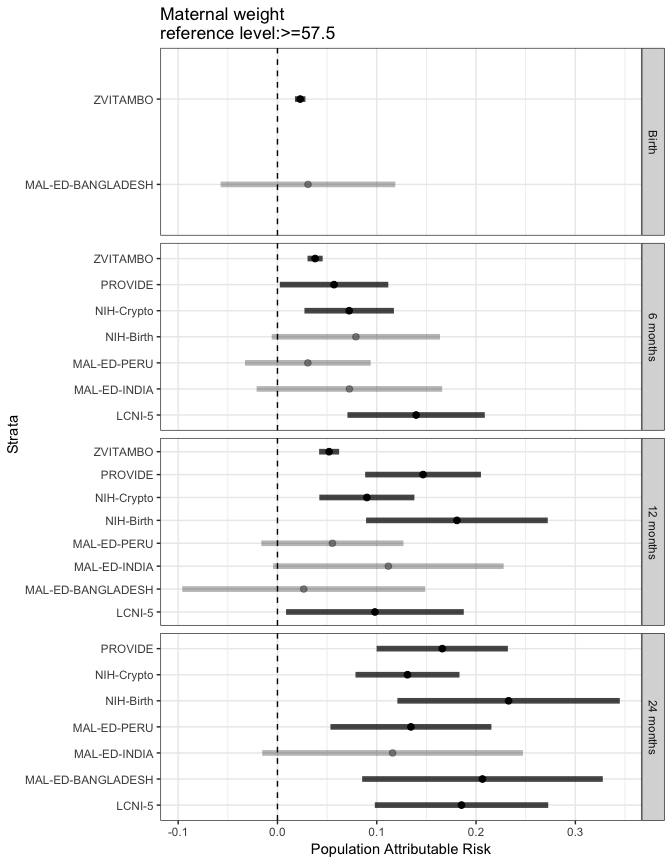 Maternal weight
reference level:>=57.5
Strata
ZVITAMBO
MAL-ED-BANGLADESH
Birth
ZVITAMBO
PROVIDE
NIH-Crypto
NIH-Birth
MAL-ED-PERU
MAL-ED-INDIA
LCNI-5
6 months
ZVITAMBO
PROVIDE
NIH-Crypto
NIH-Birth
MAL-ED-PERU
MAL-ED-INDIA
MAL-ED-BANGLADESH
LCNI-5
12 months
PROVIDE
NIH-Crypto
NIH-Birth
MAL-ED-PERU
MAL-ED-INDIA
MAL-ED-BANGLADESH
LCNI-5
24 months
-0.1 0.0 0.1 0.2 0.3
Population Attributable Risk